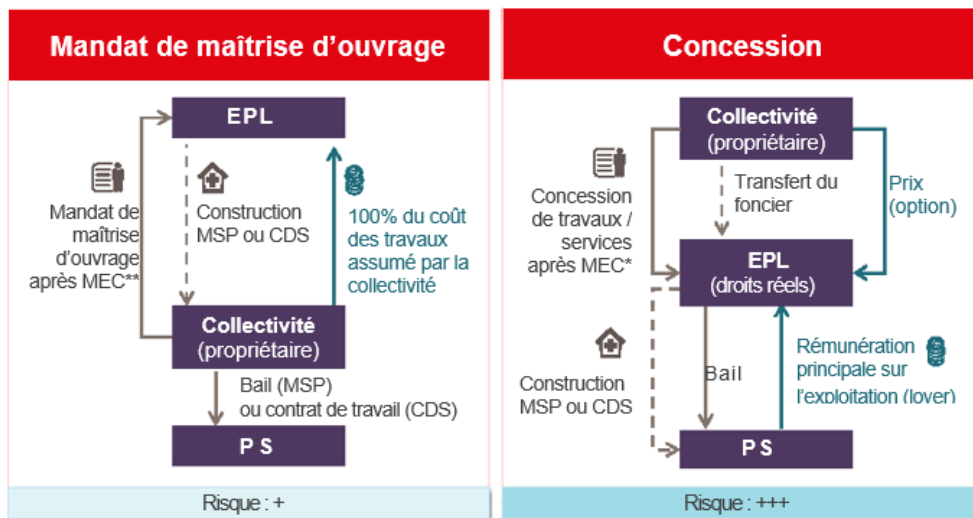 Mandat de maîtrise d'ouvrage
EPL
Mandat de
maîtrise
d'ouvrage
après MEC**
Construction
MSP ou CDS
100% du coût
des travaux
assumé par la
collectivité
Collectivité
(propriétaire)
Bail (MSP)
ou contrat de travail (CDS)
PS
Risque : +
Concession
Collectivité
(propriétaire)
Concession
de travaux /
services
après MEC*
Transfert du
foncier
Prix
(option)
EPL
(droits réels)
Construction
MSP ou CDS
Bail
Rémunération
principale sur
l'exploitation (loyer)
PS
Risque : +++